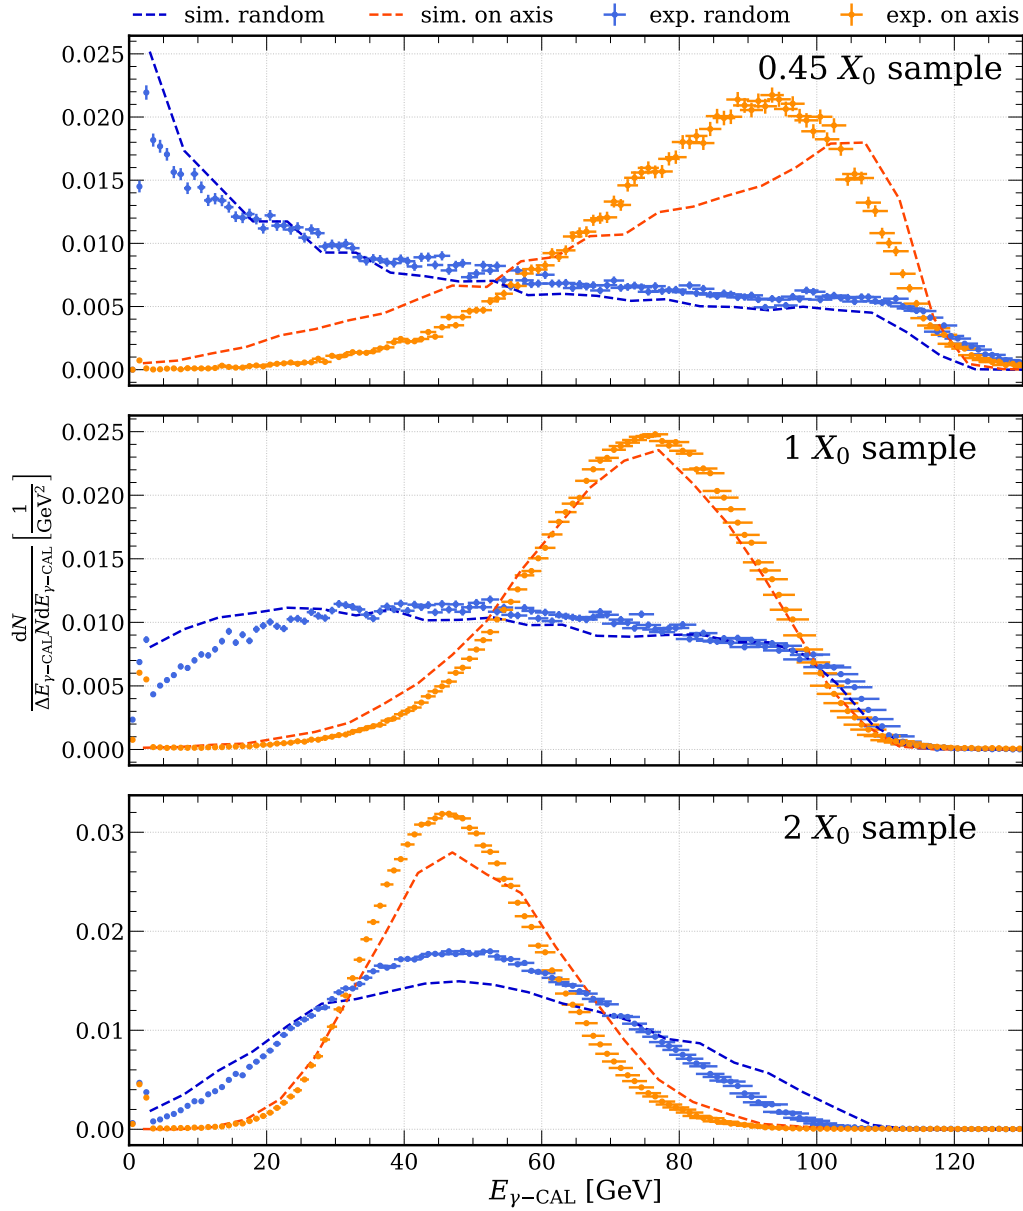 sim. random sim. on axis exp. random exp. on axis
0.45 X₀ sample
0.025
0.020
0.015
0.010
0.005
0.000
1 X₀ sample
0.025
0.020
0.015
0.010
0.005
0.000
dN / ΔE_γ−CAL N dE_γ−CAL [1 / GeV²]
2 X₀ sample
0.03
0.02
0.01
0.00
0 20 40 60 80 100 120
E_γ−CAL [GeV]